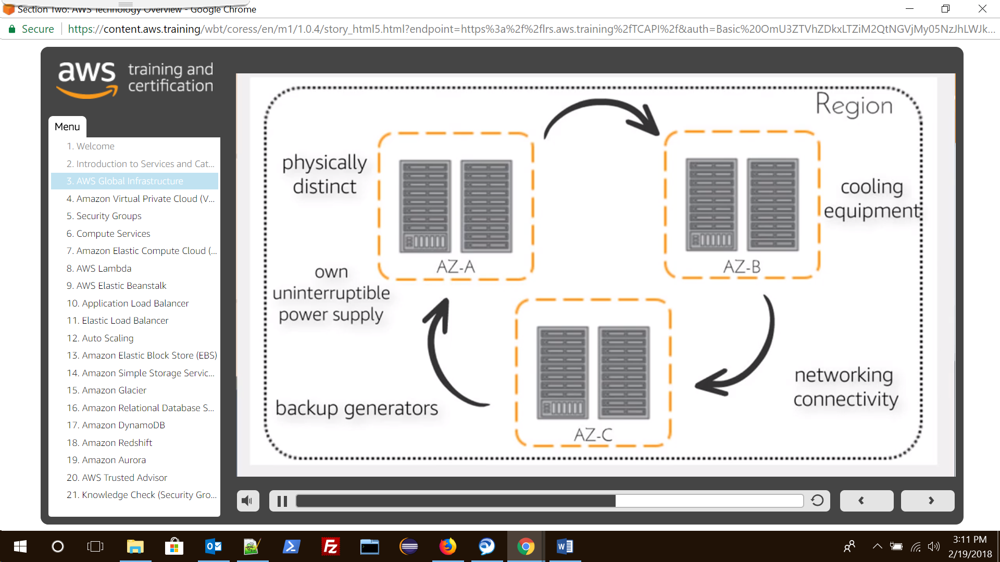 Section Two: AWS Technology Overview - Google Chrome
Secure
https://content.aws.training/wbt/coress/en/m1/1.0.4/story_html5.html?endpoint=https%3a%2f%2flrs.aws.training%2fTCAPI%2f&auth=Basic%20OmU3ZTVhZDkxLTZiM2QtNGVjMy05NzJhLWJk...
aws training and
certification
Menu
1. Welcome
2. Introduction to Services and Cat...
3. AWS Global Infrastructure
4. Amazon Virtual Private Cloud (V...
5. Security Groups
6. Compute Services
7. Amazon Elastic Compute Cloud (...
8. AWS Lambda
9. AWS Elastic Beanstalk
10. Application Load Balancer
11. Elastic Load Balancer
12. Auto Scaling
13. Amazon Elastic Block Store (EBS)
14. Amazon Simple Storage Servic...
15. Amazon Glacier
16. Amazon Relational Database S...
17. Amazon DynamoDB
18. Amazon Redshift
19. Amazon Aurora
20. AWS Trusted Advisor
21. Knowledge Check (Security Gro...
Region
physically
distinct
AZ-A
AZ-B
cooling
equipment
own
uninterruptible
power supply
backup generators
AZ-C
networking
connectivity
3:11 PM
2/19/2018